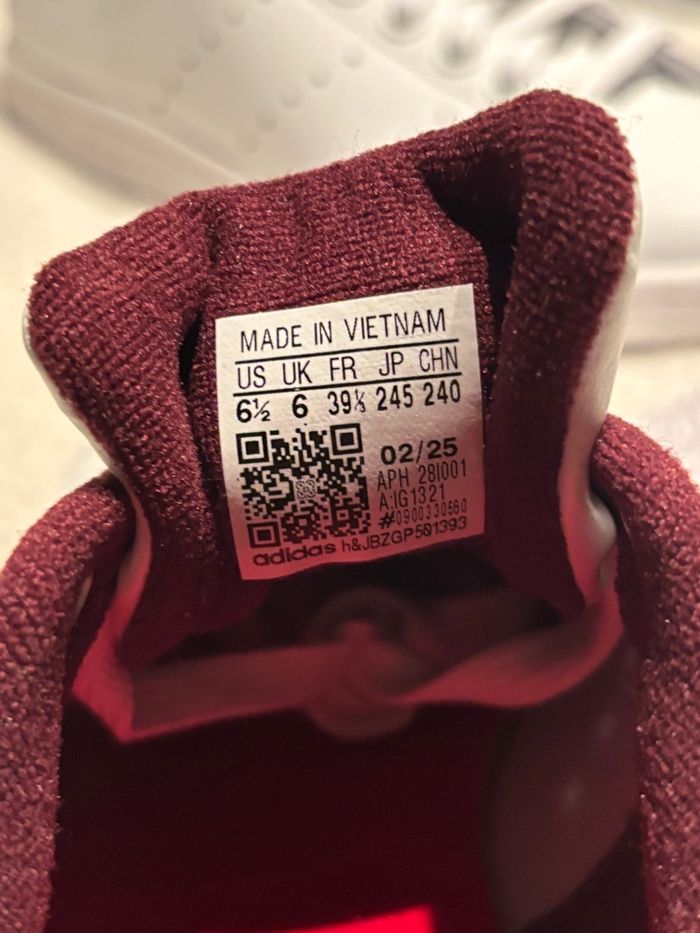 MADE IN VIETNAM
US UK FR JP CHN
6½ 6 39⅓ 245 240
02/25
APH 28I001
A:IG1321
#0900330560
adidas h&JBZGP501393